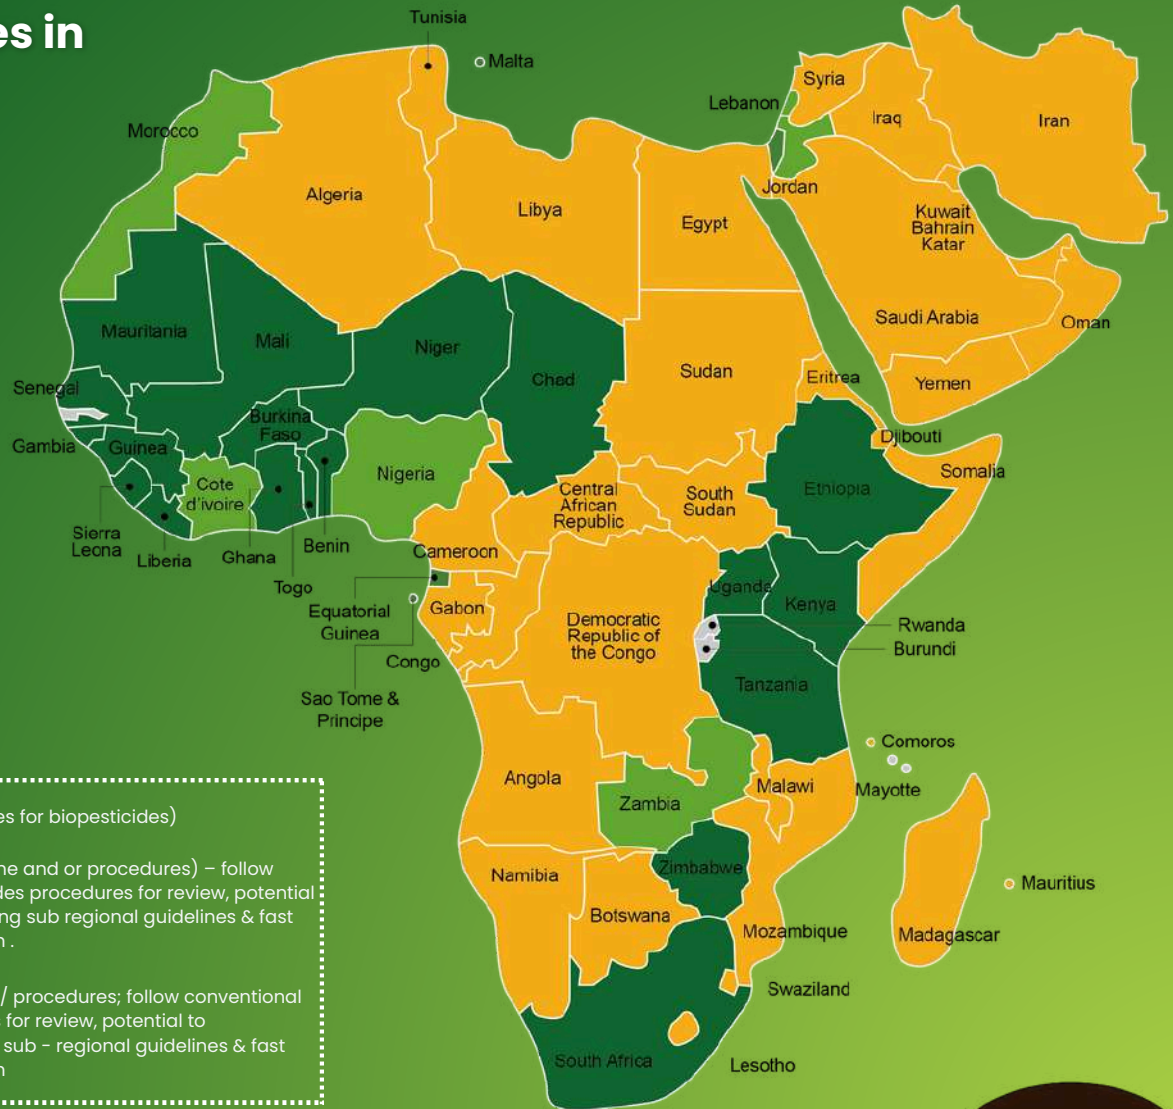 es in
Tunisia
Malta
Syria
Lebanon
Iraq
Iran
Morocco
Jordan
Algeria
Libya
Egypt
Kuwait
Bahrain
Katar
Saudi Arabia
Oman
Mauritania
Mali
Niger
Chad
Sudan
Eritrea
Yemen
Senegal
Burkina
Faso
Djibouti
Gambia
Guinea
Nigeria
Somalia
Cote
d'ivoire
Central
African
Republic
South
Sudan
Ethiopia
Sierra
Leona
Liberia
Ghana
Benin
Togo
Cameroon
Equatorial
Guinea
Gabon
Uganda
Kenya
Democratic
Republic of
the Congo
Rwanda
Burundi
Congo
Sao Tome &
Principe
Tanzania
Comoros
Angola
Malawi
Mayotte
Zambia
Zimbabwe
Namibia
Mauritius
Botswana
Mozambique
Madagascar
Swaziland
South Africa
Lesotho
es for biopesticides)
ne and or procedures) – follow
des procedures for review, potential
ng sub regional guidelines & fast
n .
/ procedures; follow conventional
s for review, potential to
sub - regional guidelines & fast
n